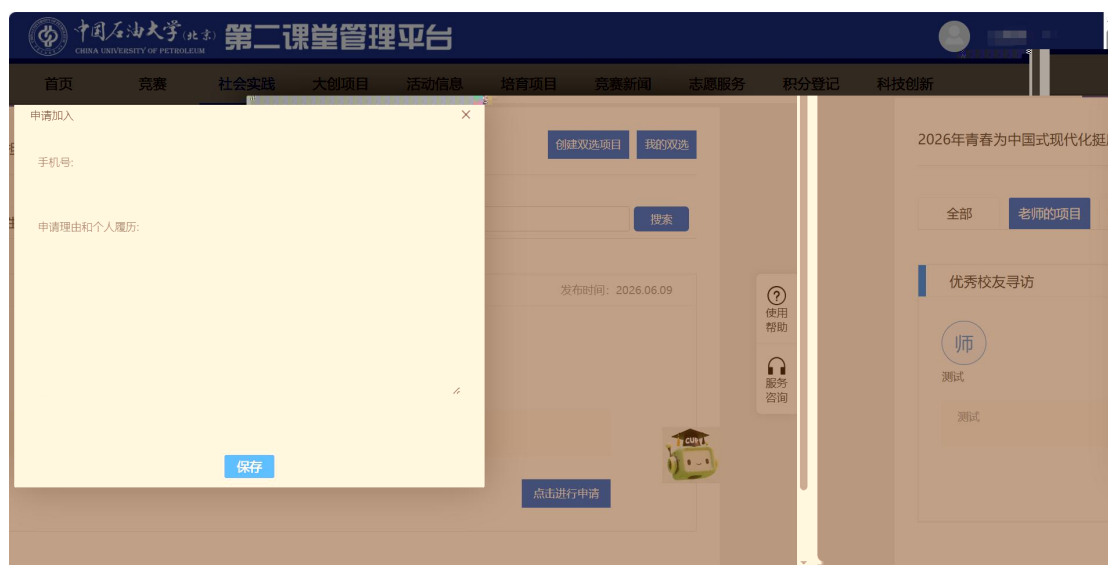 中国石油大学(北京) 第二课堂管理平台
CHINA UNIVERSITY OF PETROLEUM
首页 竞赛 社会实践 大创项目 活动信息 培育项目 竞赛新闻 志愿服务 积分登记 科技创新
申请加入 ×
手机号:
申请理由和个人履历:
保存
创建双选项目 我的双选
搜索
发布时间: 2026.06.09
点击进行申请
使用
帮助
服务
咨询
CUP
2026年青春为中国式现代化挺
全部 老师的项目
优秀校友寻访
师
测试
测试